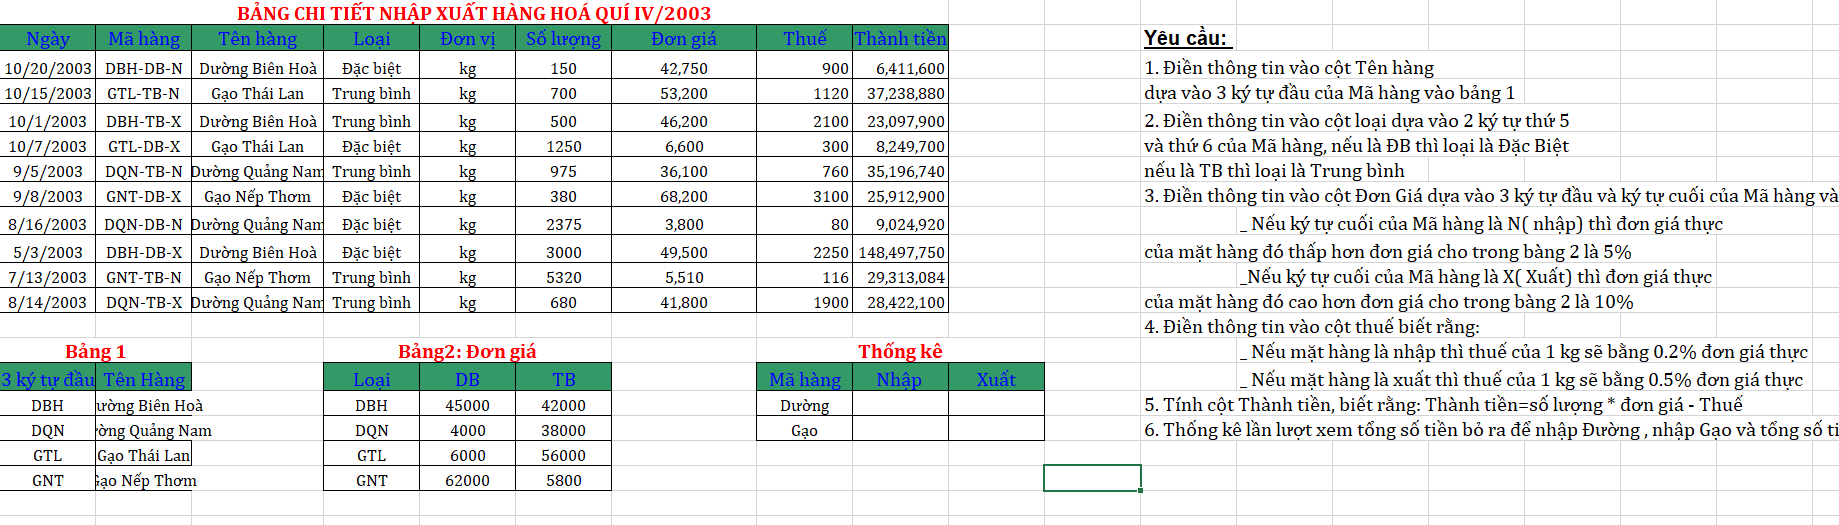 BẢNG CHI TIẾT NHẬP XUẤT HÀNG HOÁ QUÍ IV/2003
Ngày Mã hàng Tên hàng Loại Đơn vị Số lượng Đơn giá Thuế Thành tiền
10/20/2003 DBH-DB-N Dường Biên Hoà Đặc biệt kg 150 42,750 900 6,411,600
10/15/2003 GTL-TB-N Gạo Thái Lan Trung bình kg 700 53,200 1120 37,238,880
10/1/2003 DBH-TB-X Dường Biên Hoà Trung bình kg 500 46,200 2100 23,097,900
10/7/2003 GTL-DB-X Gạo Thái Lan Đặc biệt kg 1250 6,600 300 8,249,700
9/5/2003 DQN-TB-N Dường Quảng Nam Trung bình kg 975 36,100 760 35,196,740
9/8/2003 GNT-DB-X Gạo Nếp Thơm Đặc biệt kg 380 68,200 3100 25,912,900
8/16/2003 DQN-DB-N Dường Quảng Nam Đặc biệt kg 2375 3,800 80 9,024,920
5/3/2003 DBH-DB-X Dường Biên Hoà Đặc biệt kg 3000 49,500 2250 148,497,750
7/13/2003 GNT-TB-N Gạo Nếp Thơm Trung bình kg 5320 5,510 116 29,313,084
8/14/2003 DQN-TB-X Dường Quảng Nam Trung bình kg 680 41,800 1900 28,422,100
Bảng 1
3 ký tự đầu Tên Hàng
DBH ường Biên Hoà
DQN ờng Quảng Nam
GTL Gạo Thái Lan
GNT Gạo Nếp Thơm
Bảng2: Đơn giá
Loại DB TB
DBH 45000 42000
DQN 4000 38000
GTL 6000 56000
GNT 62000 5800
Thống kê
Mã hàng Nhập Xuất
Dường
Gạo
Yêu cầu:
1. Điền thông tin vào cột Tên hàng
dựa vào 3 ký tự đầu của Mã hàng vào bảng 1
2. Điền thông tin vào cột loại dựa vào 2 ký tự thứ 5
và thứ 6 của Mã hàng, nếu là ĐB thì loại là Đặc Biệt
nếu là TB thì loại là Trung bình
3. Điền thông tin vào cột Đơn Giá dựa vào 3 ký tự đầu và ký tự cuối của Mã hàng và
_ Nếu ký tự cuối của Mã hàng là N( nhập) thì đơn giá thực
của mặt hàng đó thấp hơn đơn giá cho trong bàng 2 là 5%
_Nếu ký tự cuối của Mã hàng là X( Xuất) thì đơn giá thực
của mặt hàng đó cao hơn đơn giá cho trong bàng 2 là 10%
4. Điền thông tin vào cột thuế biết rằng:
_ Nếu mặt hàng là nhập thì thuế của 1 kg sẽ bằng 0.2% đơn giá thực
_ Nếu mặt hàng là xuất thì thuế của 1 kg sẽ bằng 0.5% đơn giá thực
5. Tính cột Thành tiền, biết rằng: Thành tiền=số lượng * đơn giá - Thuế
6. Thống kê lần lượt xem tổng số tiền bỏ ra để nhập Đường , nhập Gạo và tổng số ti